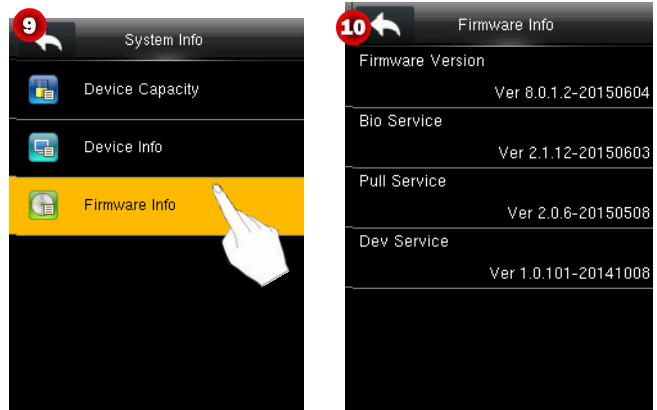 9
System Info
Device Capacity
Device Info
Firmware Info
10
Firmware Info
Firmware Version
Ver 8.0.1.2-20150604
Bio Service
Ver 2.1.12-20150603
Pull Service
Ver 2.0.6-20150508
Dev Service
Ver 1.0.101-20141008